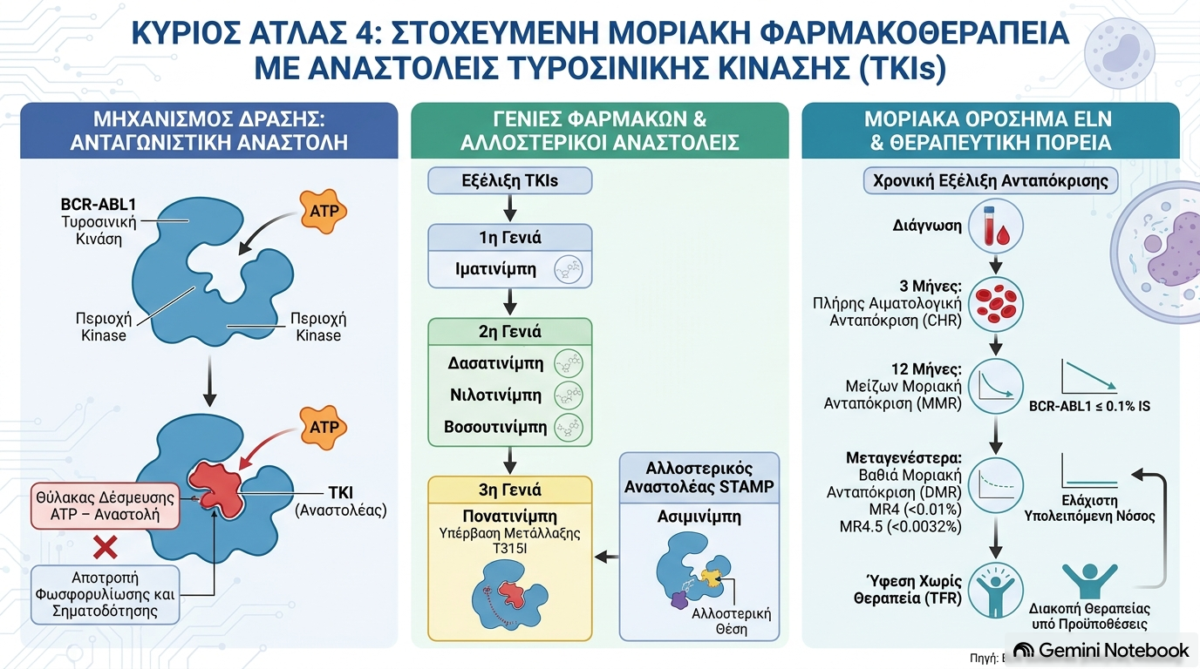 ΚΥΡΙΟΣ ΑΤΛΑΣ 4: ΣΤΟΧΕΥΜΕΝΗ ΜΟΡΙΑΚΗ ΦΑΡΜΑΚΟΘΕΡΑΠΕΙΑ
ΜΕ ΑΝΑΣΤΟΛΕΙΣ ΤΥΡΟΣΙΝΙΚΗΣ ΚΙΝΑΣΗΣ (TKIs)
ΜΗΧΑΝΙΣΜΟΣ ΔΡΑΣΗΣ:
ΑΝΤΑΓΩΝΙΣΤΙΚΗ ΑΝΑΣΤΟΛΗ
BCR-ABL1
Τυροσινική
Κινάση
ATP
Περιοχή
Kinase
Περιοχή
Kinase
ATP
Θύλακας Δέσμευσης
ATP – Αναστολή
TKI
(Αναστολέας)
Αποτροπή
Φωσφορυλίωσης και
Σηματοδότησης
ΓΕΝΙΕΣ ΦΑΡΜΑΚΩΝ &
ΑΛΛΟΣΤΕΡΙΚΟΙ ΑΝΑΣΤΟΛΕΙΣ
Εξέλιξη TKIs
1η Γενιά
Ιματινίμπη
2η Γενιά
Δασατινίμπη
Νιλοτινίμπη
Βοσουτινίμπη
3η Γενιά
Πονατινίμπη
Υπέρβαση Μετάλλαξης
T315I
Αλλοστερικός
Αναστολέας STAMP
Ασιμινίμπη
Αλλοστερική
Θέση
ΜΟΡΙΑΚΑ ΟΡΟΣΗΜΑ ELN
& ΘΕΡΑΠΕΥΤΙΚΗ ΠΟΡΕΙΑ
Χρονική Εξέλιξη Ανταπόκρισης
Διάγνωση
3 Μήνες:
Πλήρης Αιματολογική
Ανταπόκριση (CHR)
12 Μήνες:
Μείζων Μοριακή
Ανταπόκριση (MMR)
BCR-ABL1 ≤ 0.1% IS
Μεταγενέστερα:
Βαθιά Μοριακή
Ανταπόκριση (DMR)
MR4 (<0.01%)
MR4.5 (<0.0032%)
Ελάχιστη
Υπολειπόμενη Νόσος
Ύφεση Χωρίς
Θεραπεία (TFR)
Διακοπή Θεραπείας
υπό Προϋποθέσεις
Πηγή:
Gemini Notebook